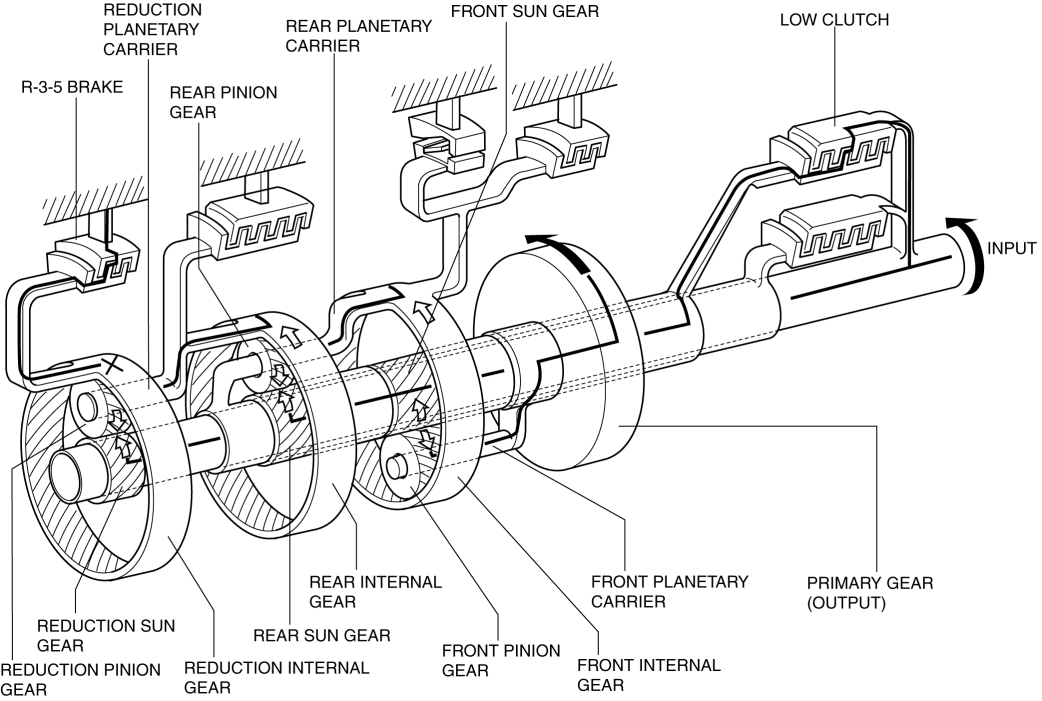 REDUCTION
PLANETARY
CARRIER
REAR PLANETARY
CARRIER
FRONT SUN GEAR
LOW CLUTCH
R-3-5 BRAKE
REAR PINION
GEAR
INPUT
REAR INTERNAL
GEAR
FRONT PLANETARY
CARRIER
PRIMARY GEAR
(OUTPUT)
REDUCTION SUN
GEAR
REAR SUN GEAR
FRONT PINION
GEAR
FRONT INTERNAL
GEAR
REDUCTION PINION
GEAR
REDUCTION INTERNAL
GEAR